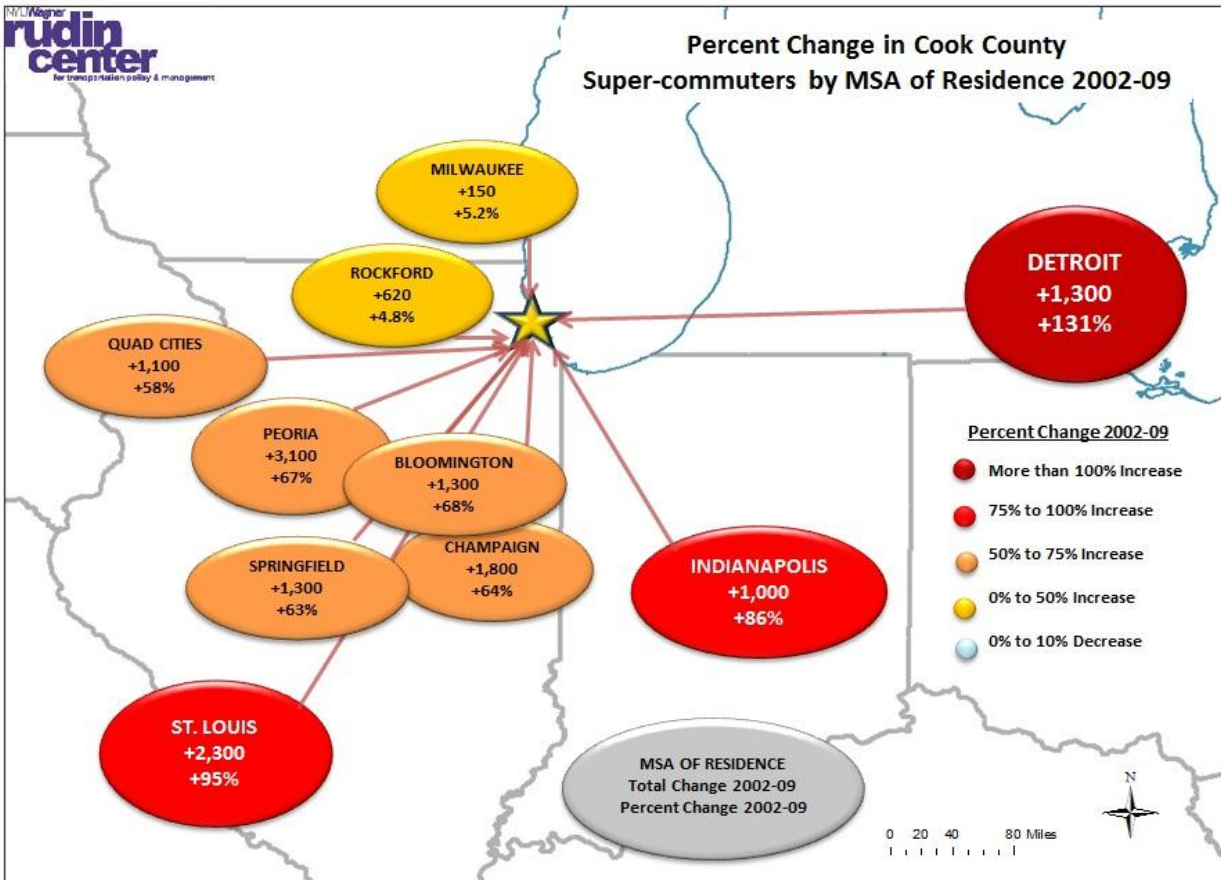 NYUWagner
rudin
center
for transportation policy & management
Percent Change in Cook County
Super-commuters by MSA of Residence 2002-09
MILWAUKEE
+150
+5.2%
ROCKFORD
+620
+4.8%
DETROIT
+1,300
+131%
QUAD CITIES
+1,100
+58%
PEORIA
+3,100
+67%
BLOOMINGTON
+1,300
+68%
CHAMPAIGN
+1,800
+64%
SPRINGFIELD
+1,300
+63%
INDIANAPOLIS
+1,000
+86%
ST. LOUIS
+2,300
+95%
Percent Change 2002-09
More than 100% Increase
75% to 100% Increase
50% to 75% Increase
0% to 50% Increase
0% to 10% Decrease
MSA OF RESIDENCE
Total Change 2002-09
Percent Change 2002-09
N
0 20 40 80 Miles